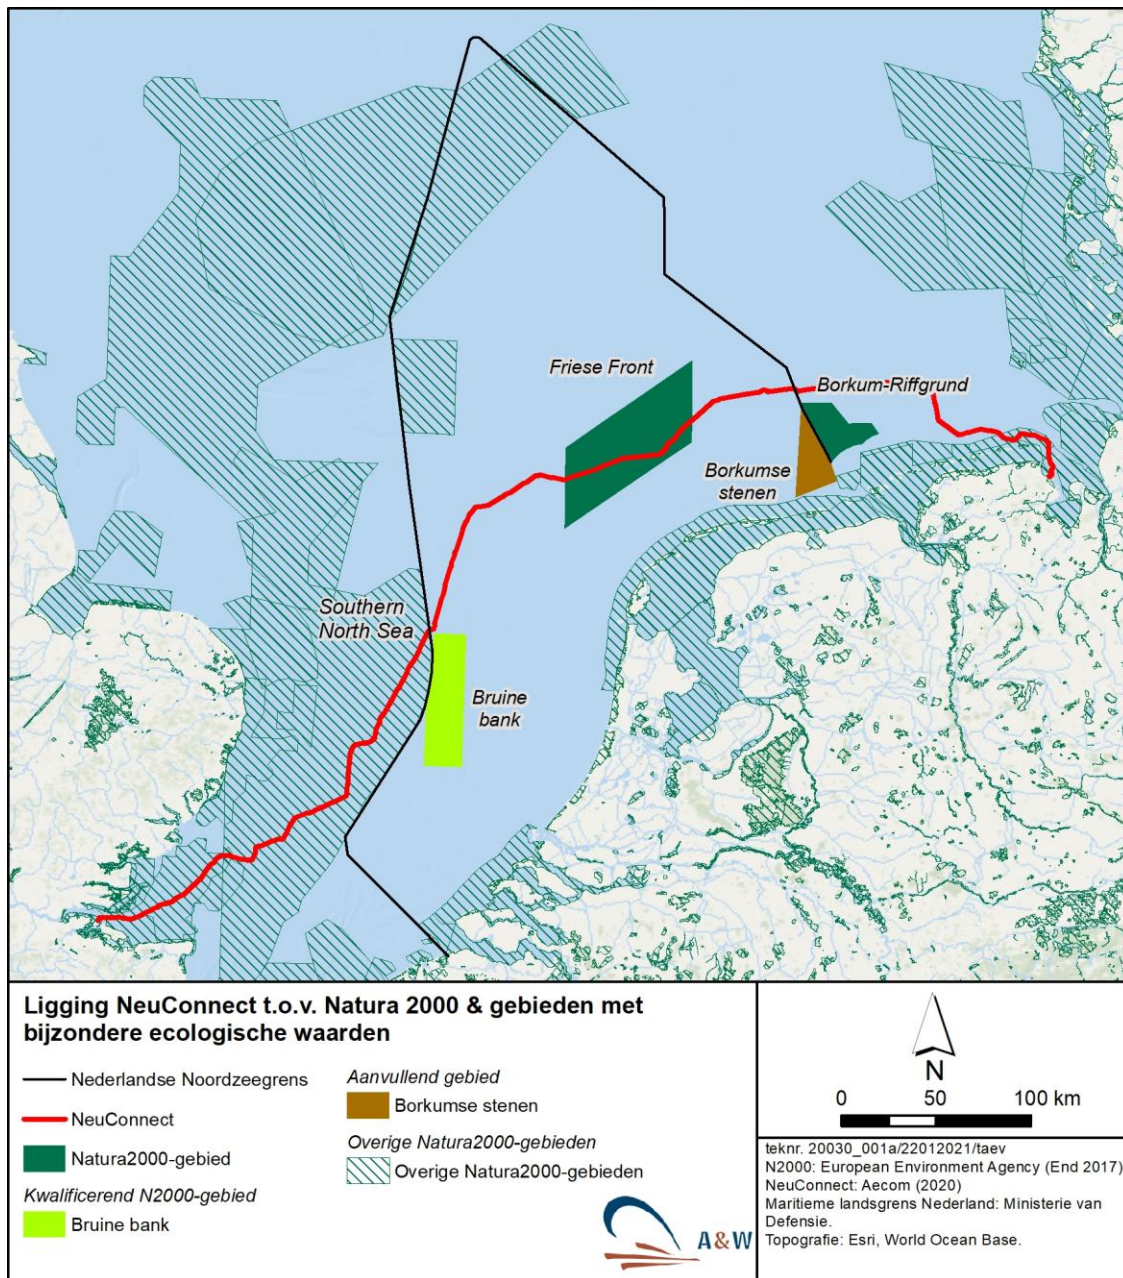 Friese Front
Borkum-Riffgrund
Borkumse
stenen
Southern
North Sea
Bruine
bank
Ligging NeuConnect t.o.v. Natura 2000 & gebieden met
bijzondere ecologische waarden
Nederlandse Noordzeegrens
NeuConnect
Natura2000-gebied
Kwalificerend N2000-gebied
Bruine bank
Aanvullend gebied
Borkumse stenen
Overige Natura2000-gebieden
Overige Natura2000-gebieden
A&W
N
0 50 100 km
teknr. 20030_001a/22012021/taev
N2000: European Environment Agency (End 2017)
NeuConnect: Aecom (2020)
Maritieme landsgrens Nederland: Ministerie van
Defensie.
Topografie: Esri, World Ocean Base.